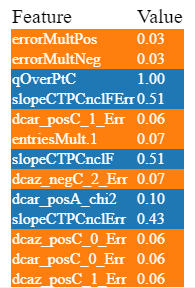 Feature Value
errorMultPos 0.03
errorMultNeg 0.03
qOverPtC 1.00
slopeCTPCnclFErr 0.51
dcar_posC_1_Err 0.06
entriesMult.1 0.07
slopeCTPCnclF 0.51
dcaz_negC_2_Err 0.07
dcar_posA_chi2 0.10
slopeCTPCnclErr 0.43
dcaz_posC_0_Err 0.06
dcar_posC_0_Err 0.06
dcaz_posC_1_Err 0.06